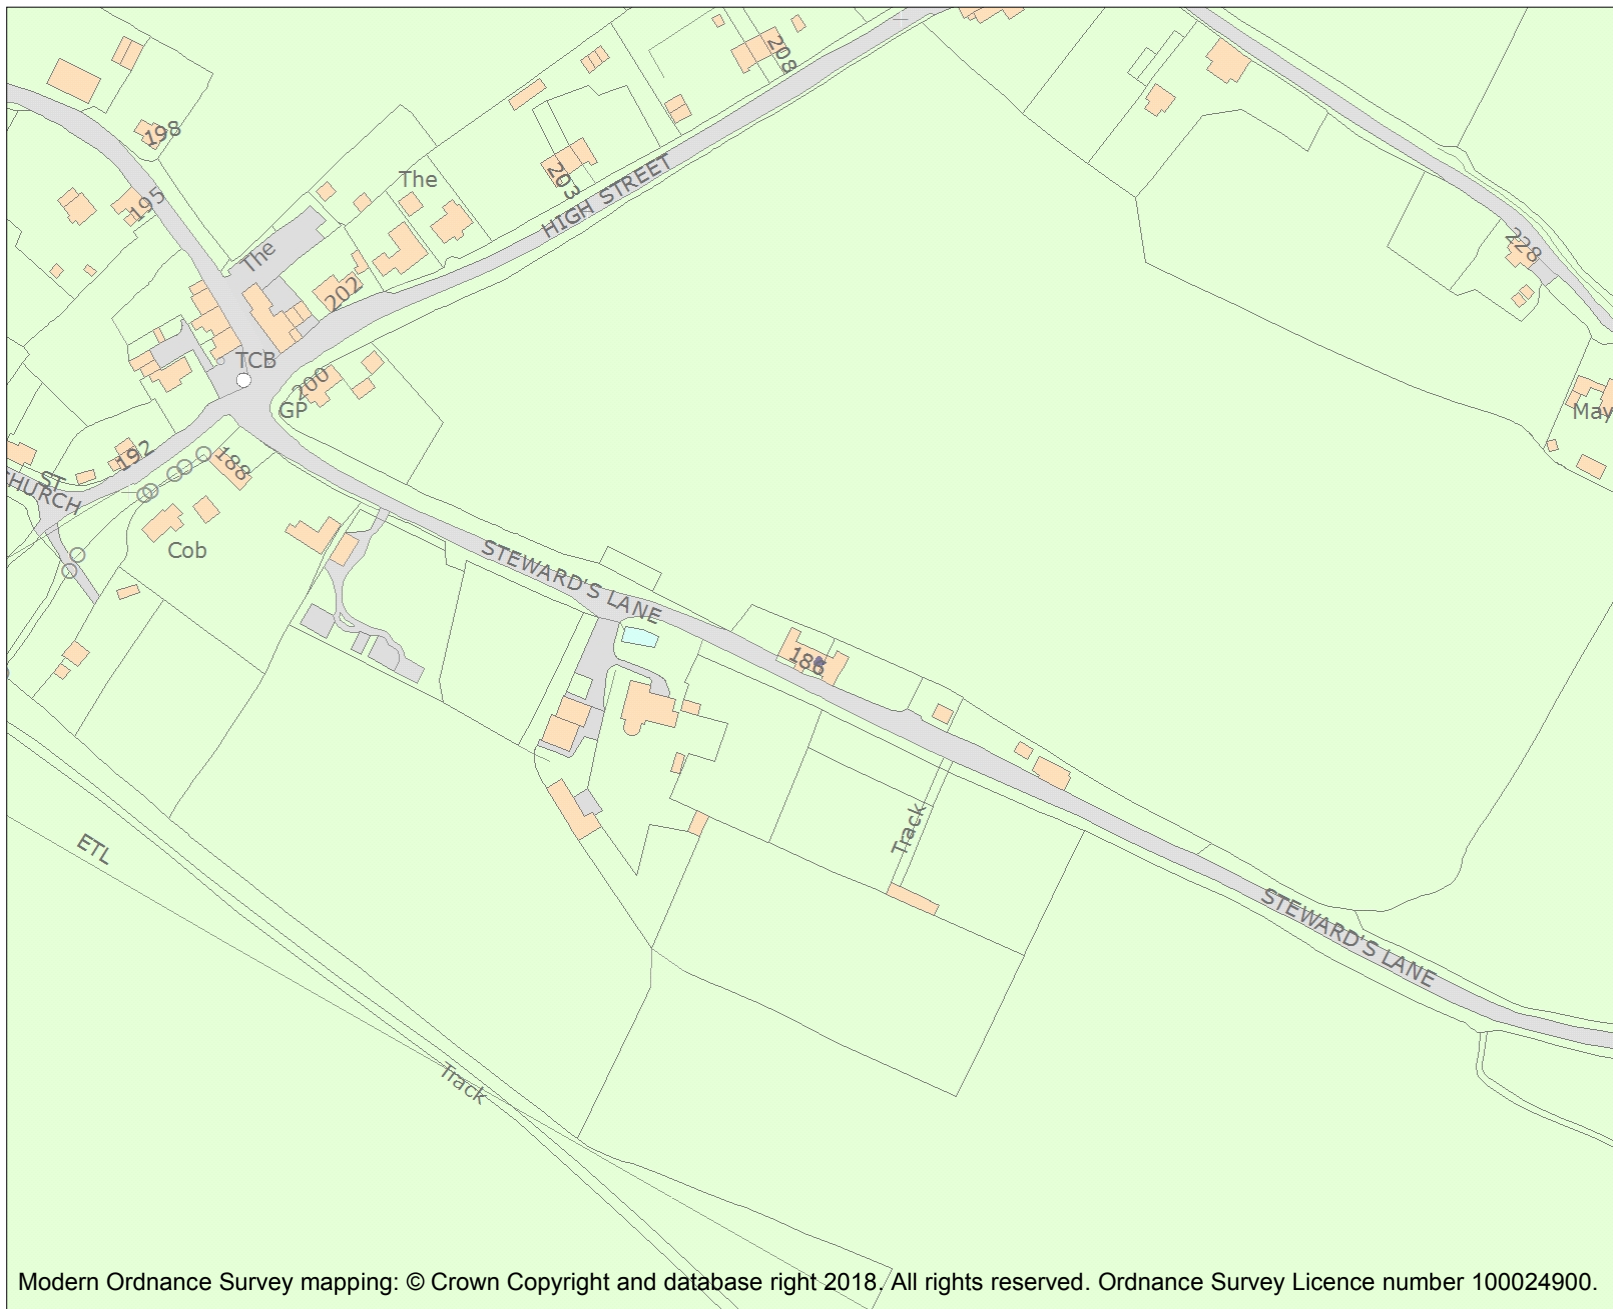 208
198
The
HIGH STREET
203
195
The
228
202
TCB
200
GP
May
192
188
ST
CHURCH
Cob
STEWARD'S LANE
Track
ETL
STEWARD'S LANE
Track
Modern Ordnance Survey mapping: © Crown Copyright and database right 2018. All rights reserved. Ordnance Survey Licence number 100024900.